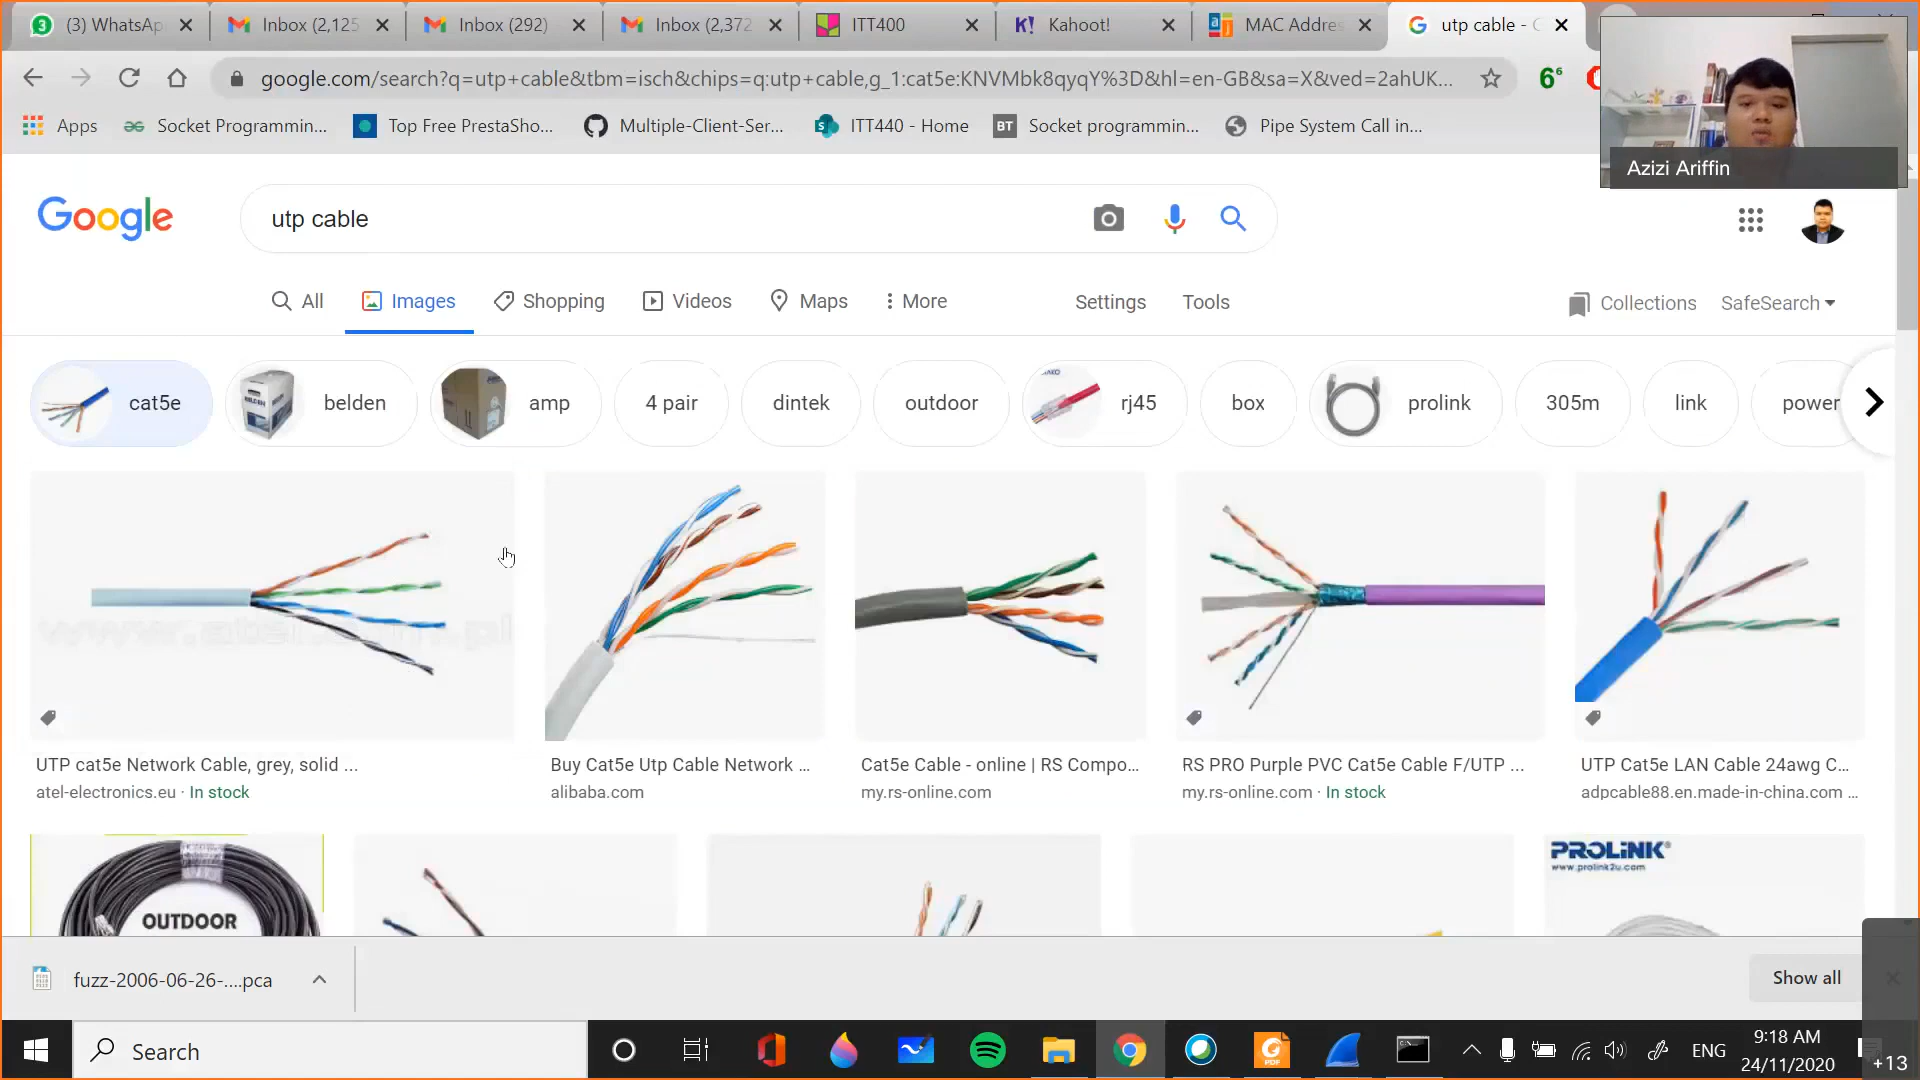 (3) WhatsAp
Inbox (2,125
Inbox (292)
Inbox (2,372
ITT400
Kahoot!
MAC Addre
utp cable - G
google.com/search?q=utp+cable&tbm=isch&chips=q:utp+cable,g_1:cat5e:KNVMbk8qyqY%3D&hl=en-GB&sa=X&ved=2ahUK...
Apps
Socket Programmin...
Top Free PrestaSho...
Multiple-Client-Ser...
ITT440 - Home
BT Socket programmin...
Pipe System Call in...
Azizi Ariffin
Google
utp cable
All
Images
Shopping
Videos
Maps
More
Settings
Tools
Collections
SafeSearch
cat5e
belden
amp
4 pair
dintek
outdoor
rj45
box
prolink
305m
link
power
UTP cat5e Network Cable, grey, solid ...
atel-electronics.eu · In stock
Buy Cat5e Utp Cable Network ...
alibaba.com
Cat5e Cable - online | RS Compo...
my.rs-online.com
RS PRO Purple PVC Cat5e Cable F/UTP ...
my.rs-online.com · In stock
UTP Cat5e LAN Cable 24awg C...
adpcable88.en.made-in-china.com ...
OUTDOOR
PROLiNK®
www.prolink2u.com
fuzz-2006-06-26-....pca
Show all
Search
ENG
9:18 AM
24/11/2020
+13